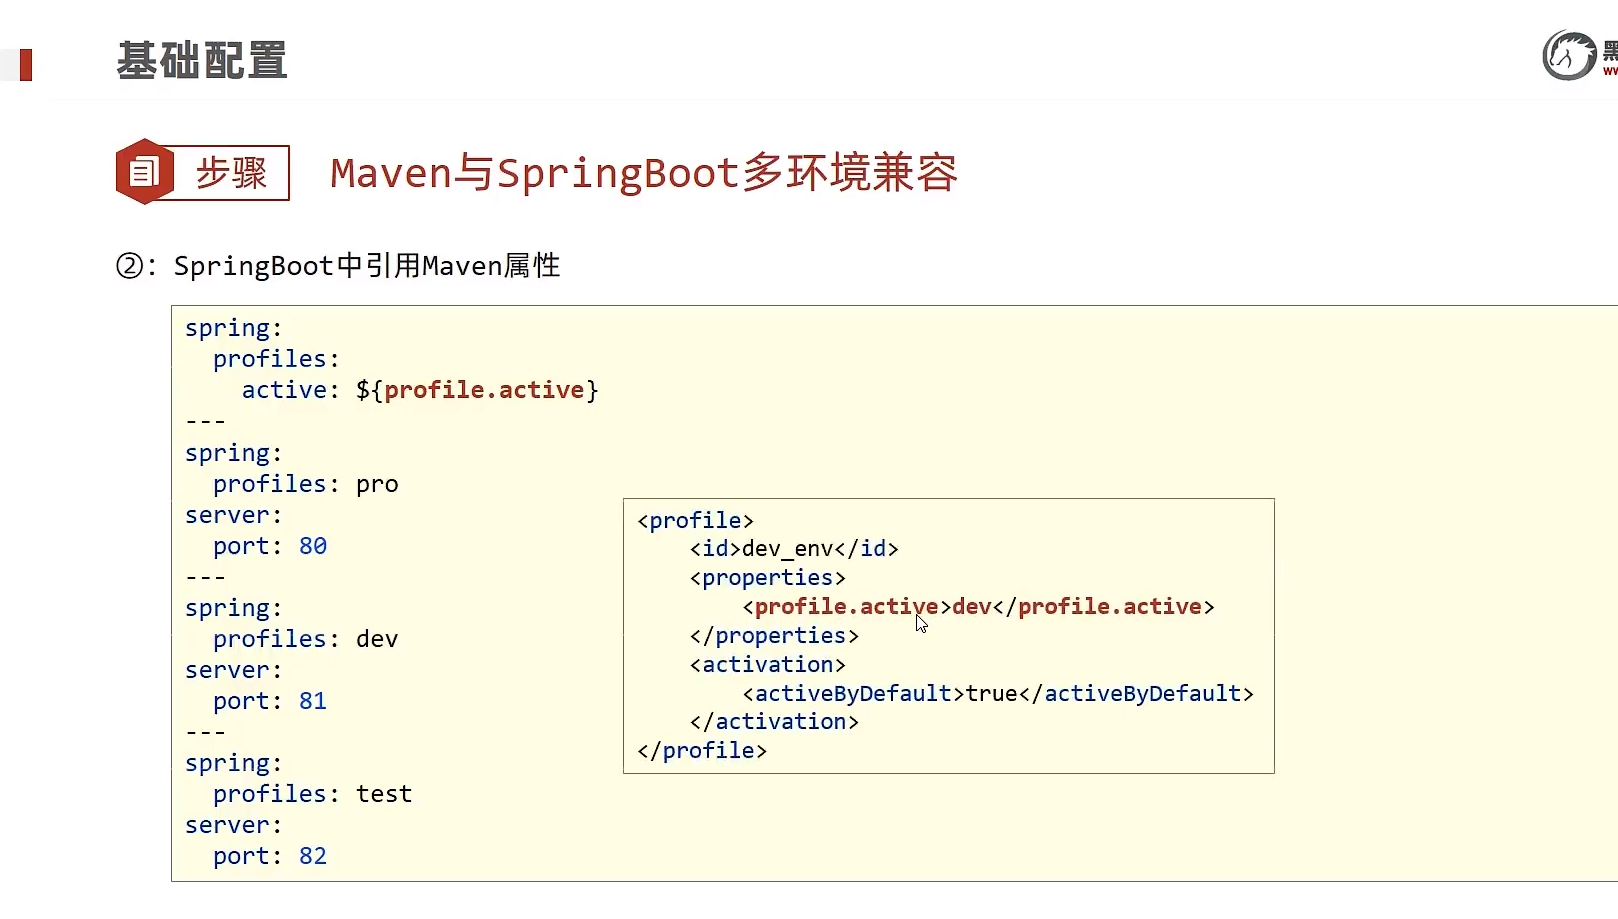 基础配置
黑
步骤
Maven与SpringBoot多环境兼容
②：SpringBoot中引用Maven属性
spring:
  profiles:
    active: ${profile.active}
---
spring:
  profiles: pro
server:
  port: 80
---
spring:
  profiles: dev
server:
  port: 81
---
spring:
  profiles: test
server:
  port: 82
<profile>
    <id>dev_env</id>
    <properties>
        <profile.active>dev</profile.active>
    </properties>
    <activation>
        <activeByDefault>true</activeByDefault>
    </activation>
</profile>